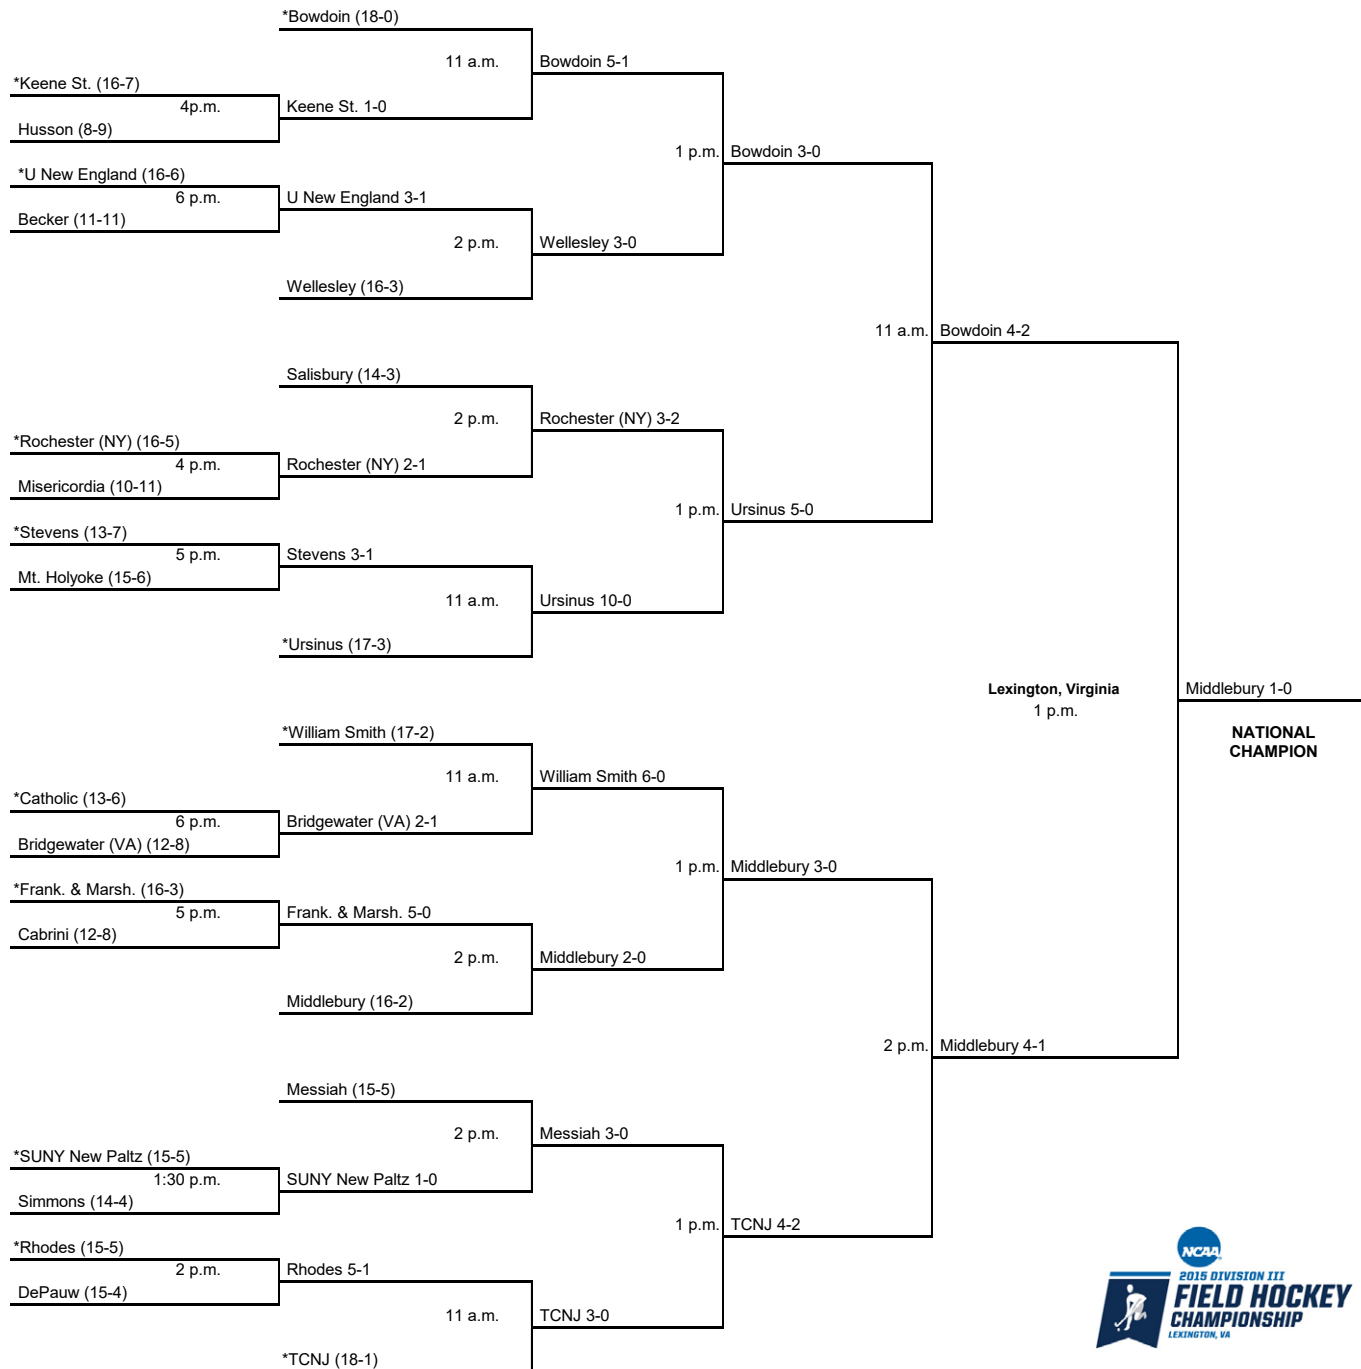 *Bowdoin (18-0)
11 a.m.
Bowdoin 5-1
*Keene St. (16-7)
4p.m.
Keene St. 1-0
Husson (8-9)
1 p.m.
Bowdoin 3-0
*U New England (16-6)
6 p.m.
U New England 3-1
Becker (11-11)
2 p.m.
Wellesley 3-0
Wellesley (16-3)
11 a.m.
Bowdoin 4-2
Salisbury (14-3)
2 p.m.
Rochester (NY) 3-2
*Rochester (NY) (16-5)
4 p.m.
Rochester (NY) 2-1
Misericordia (10-11)
1 p.m.
Ursinus 5-0
*Stevens (13-7)
5 p.m.
Stevens 3-1
Mt. Holyoke (15-6)
11 a.m.
Ursinus 10-0
*Ursinus (17-3)
Lexington, Virginia
1 p.m.
Middlebury 1-0
NATIONAL
CHAMPION
*William Smith (17-2)
11 a.m.
William Smith 6-0
*Catholic (13-6)
6 p.m.
Bridgewater (VA) 2-1
Bridgewater (VA) (12-8)
1 p.m.
Middlebury 3-0
*Frank. & Marsh. (16-3)
5 p.m.
Frank. & Marsh. 5-0
Cabrini (12-8)
2 p.m.
Middlebury 2-0
Middlebury (16-2)
2 p.m.
Middlebury 4-1
Messiah (15-5)
2 p.m.
Messiah 3-0
*SUNY New Paltz (15-5)
1:30 p.m.
SUNY New Paltz 1-0
Simmons (14-4)
1 p.m.
TCNJ 4-2
*Rhodes (15-5)
2 p.m.
Rhodes 5-1
DePauw (15-4)
11 a.m.
TCNJ 3-0
*TCNJ (18-1)
NCAA
2015 DIVISION III
FIELD HOCKEY
CHAMPIONSHIP
LEXINGTON, VA